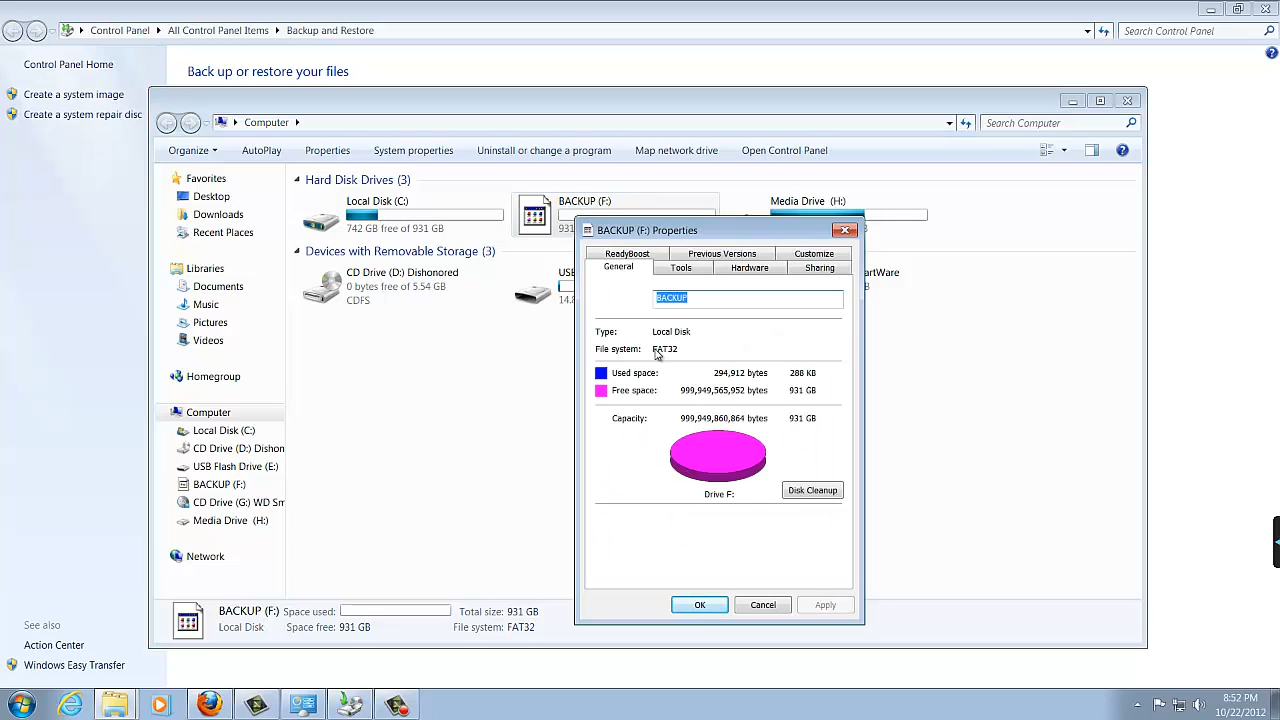 Control Panel All Control Panel Items Backup and Restore Search Control Panel
Control Panel Home
Create a system image
Create a system repair disc
Back up or restore your files
Computer Search Computer
Organize AutoPlay Properties System properties Uninstall or change a program Map network drive Open Control Panel
Favorites
Desktop
Downloads
Recent Places
Libraries
Documents
Music
Pictures
Videos
Homegroup
Computer
Local Disk (C:)
CD Drive (D:) Dishon
USB Flash Drive (E:)
BACKUP (F:)
CD Drive (G:) WD Sm
Media Drive (H:)
Network
Hard Disk Drives (3)
Local Disk (C:)
742 GB free of 931 GB
BACKUP (F:)
931
Media Drive (H:)
Devices with Removable Storage (3)
CD Drive (D:) Dishonored
0 bytes free of 5.54 GB
CDFS
USB
14.8
artWare
BACKUP (F:) Properties
ReadyBoost Previous Versions Customize
General Tools Hardware Sharing
BACKUP
Type: Local Disk
File system: FAT32
Used space: 294,912 bytes 288 KB
Free space: 999,949,565,952 bytes 931 GB
Capacity: 999,949,860,864 bytes 931 GB
Drive F: Disk Cleanup
OK Cancel Apply
BACKUP (F:) Space used: Total size: 931 GB
Local Disk Space free: 931 GB File system: FAT32
See also
Action Center
Windows Easy Transfer
8:52 PM
10/22/2012